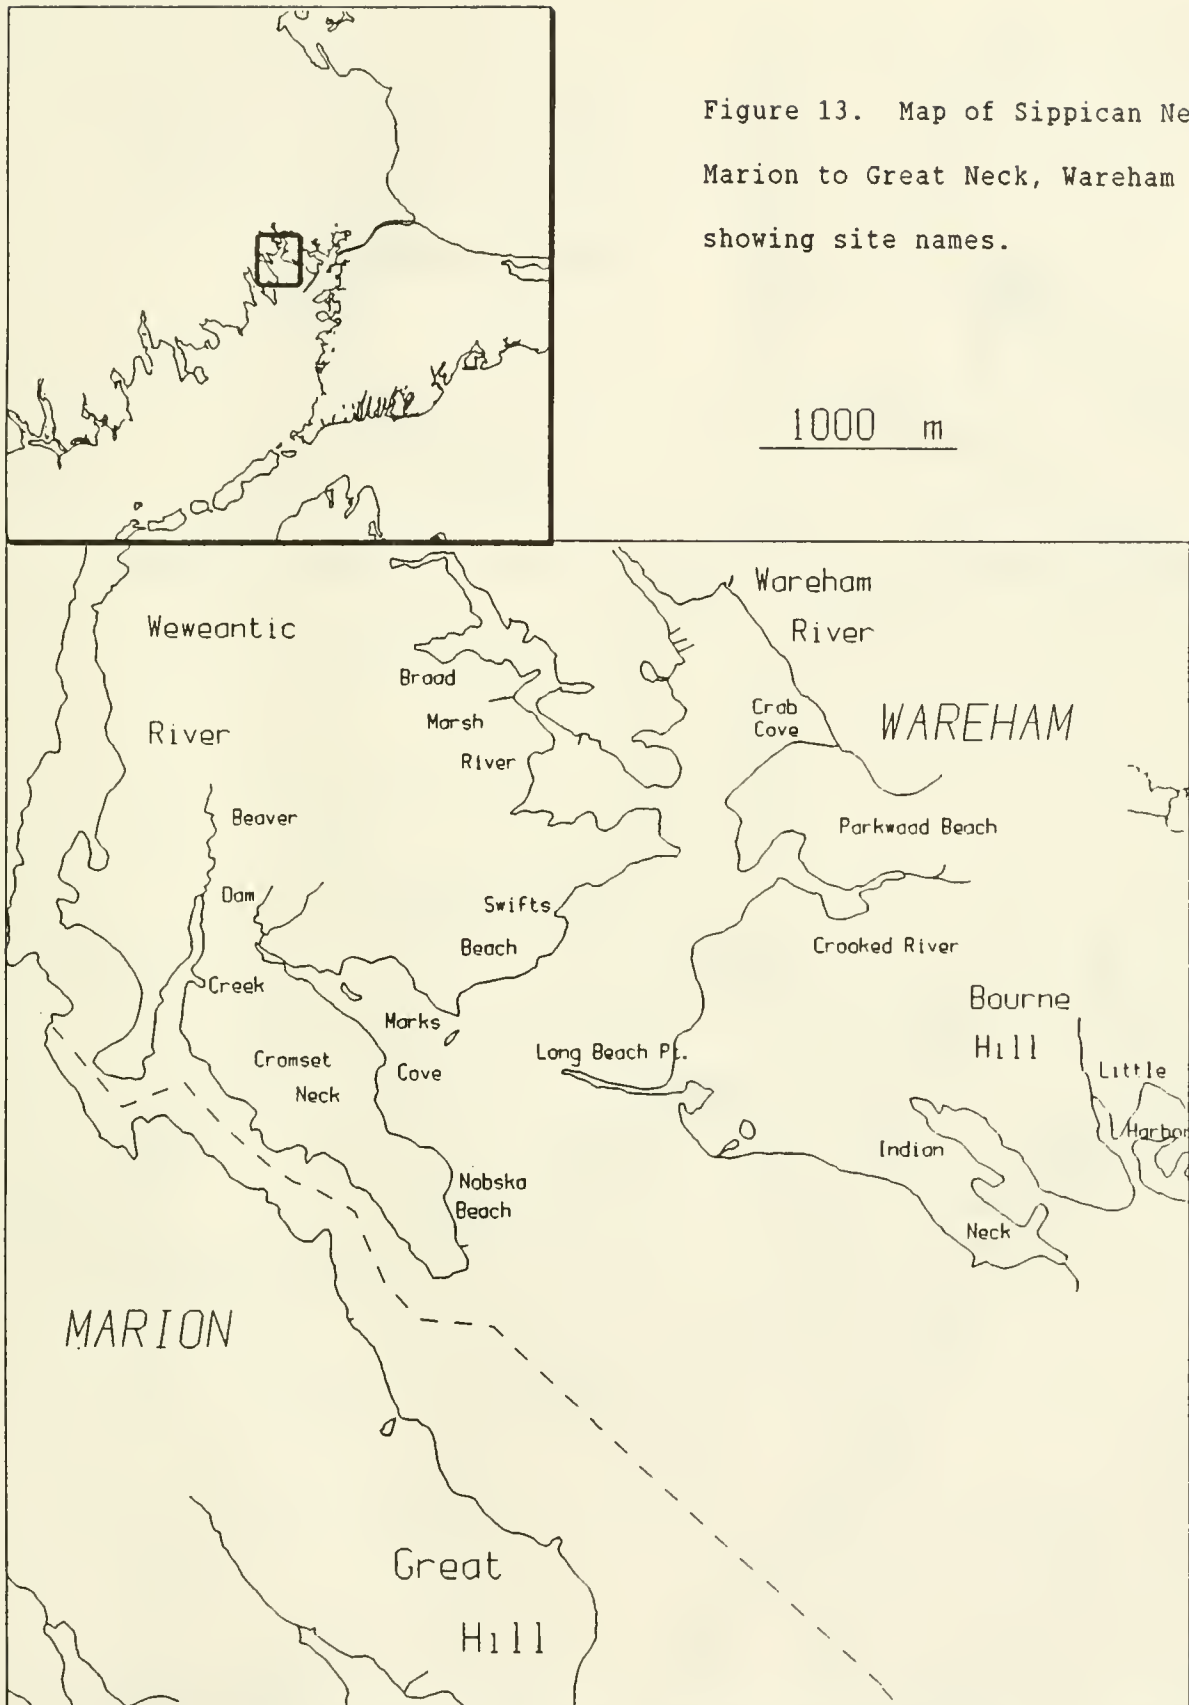 Figure 13. Map of Sippican Ne
Marion to Great Neck, Wareham
showing site names.
1000 m
Weweantic
River
Broad
Marsh
River
Wareham
River
Crab
Cove
WAREHAM
Beaver
Dam
Creek
Parkwood Beach
Swifts
Beach
Crooked River
Marks
Cove
Cromset
Neck
Long Beach Pt.
Bourne
Hill
Little
Harbor
Indian
Neck
Nobska
Beach
MARION
Great
Hill